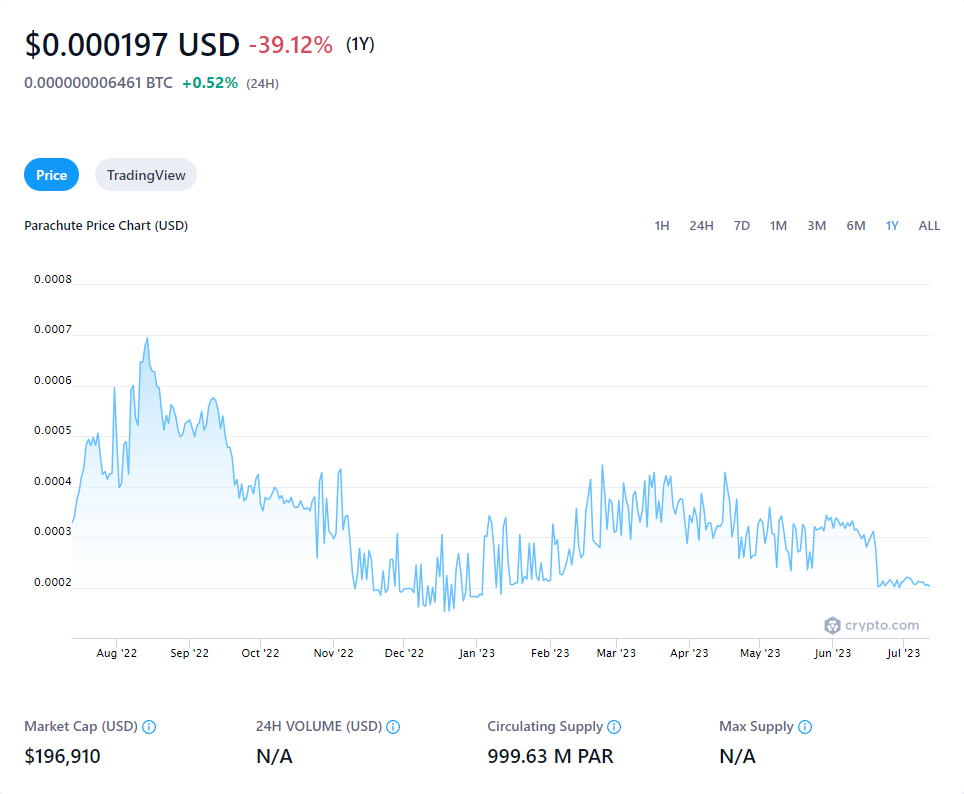 $0.000197 USD -39.12% (1Y)
0.000000006461 BTC +0.52% (24H)
Price TradingView
Parachute Price Chart (USD) 1H 24H 7D 1M 3M 6M 1Y ALL
0.0008
0.0007
0.0006
0.0005
0.0004
0.0003
0.0002
crypto.com
Aug '22 Sep '22 Oct '22 Nov '22 Dec '22 Jan '23 Feb '23 Mar '23 Apr '23 May '23 Jun '23 Jul '23
Market Cap (USD) 24H VOLUME (USD) Circulating Supply Max Supply
$196,910 N/A 999.63 M PAR N/A